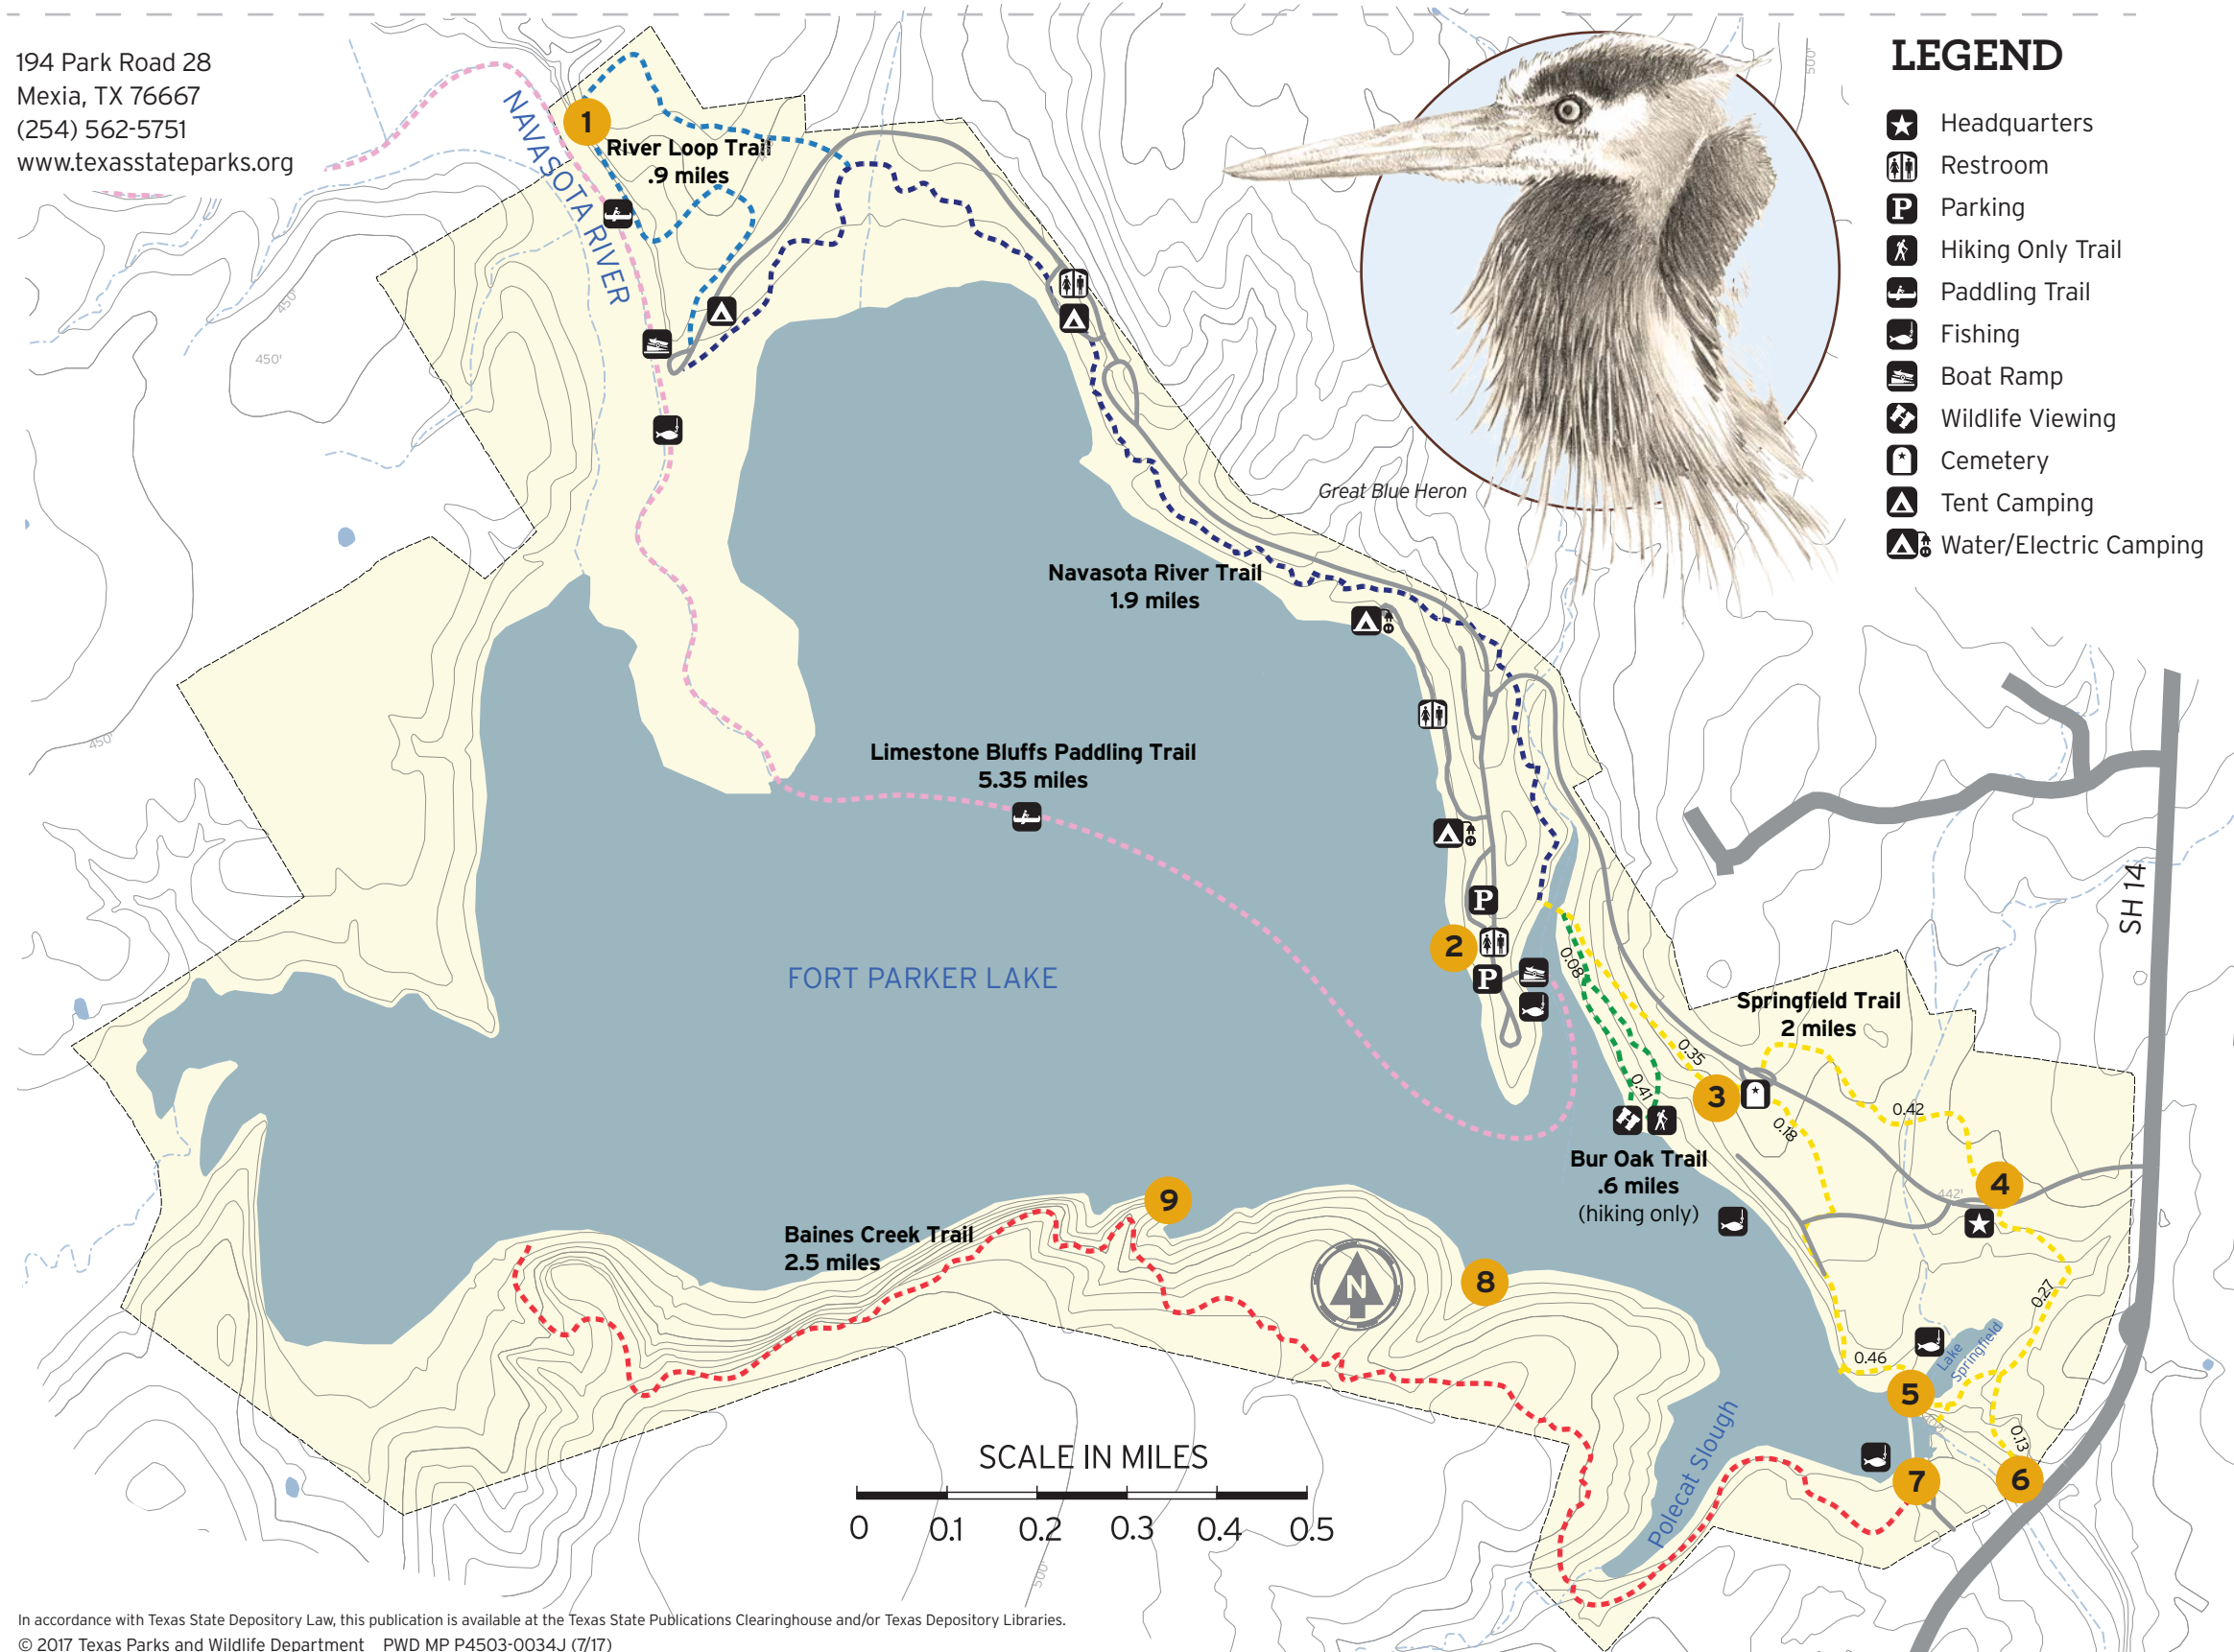 194 Park Road 28
Mexia, TX 76667
(254) 562-5751
www.texasstateparks.org
LEGEND
Headquarters
Restroom
P Parking
Hiking Only Trail
Paddling Trail
Fishing
Boat Ramp
Wildlife Viewing
Cemetery
Tent Camping
Water/Electric Camping
500'
NAVASOTA RIVER
1
River Loop Trail
.9 miles
450'
450'
450'
Great Blue Heron
Navasota River Trail
1.9 miles
Limestone Bluffs Paddling Trail
5.35 miles
SH 14
P
2
P
FORT PARKER LAKE
0.08
Springfield Trail
2 miles
0.35
3
0.41
0.42
0.18
Bur Oak Trail
.6 miles
(hiking only)
4
442'
9
Baines Creek Trail
2.5 miles
N
8
0.27
Lake
Springfield
0.46
5
0.13
Polecat Slough
7
6
SCALE IN MILES
0 0.1 0.2 0.3 0.4 0.5
500'
In accordance with Texas State Depository Law, this publication is available at the Texas State Publications Clearinghouse and/or Texas Depository Libraries.
© 2017 Texas Parks and Wildlife Department PWD MP P4503-0034J (7/17)